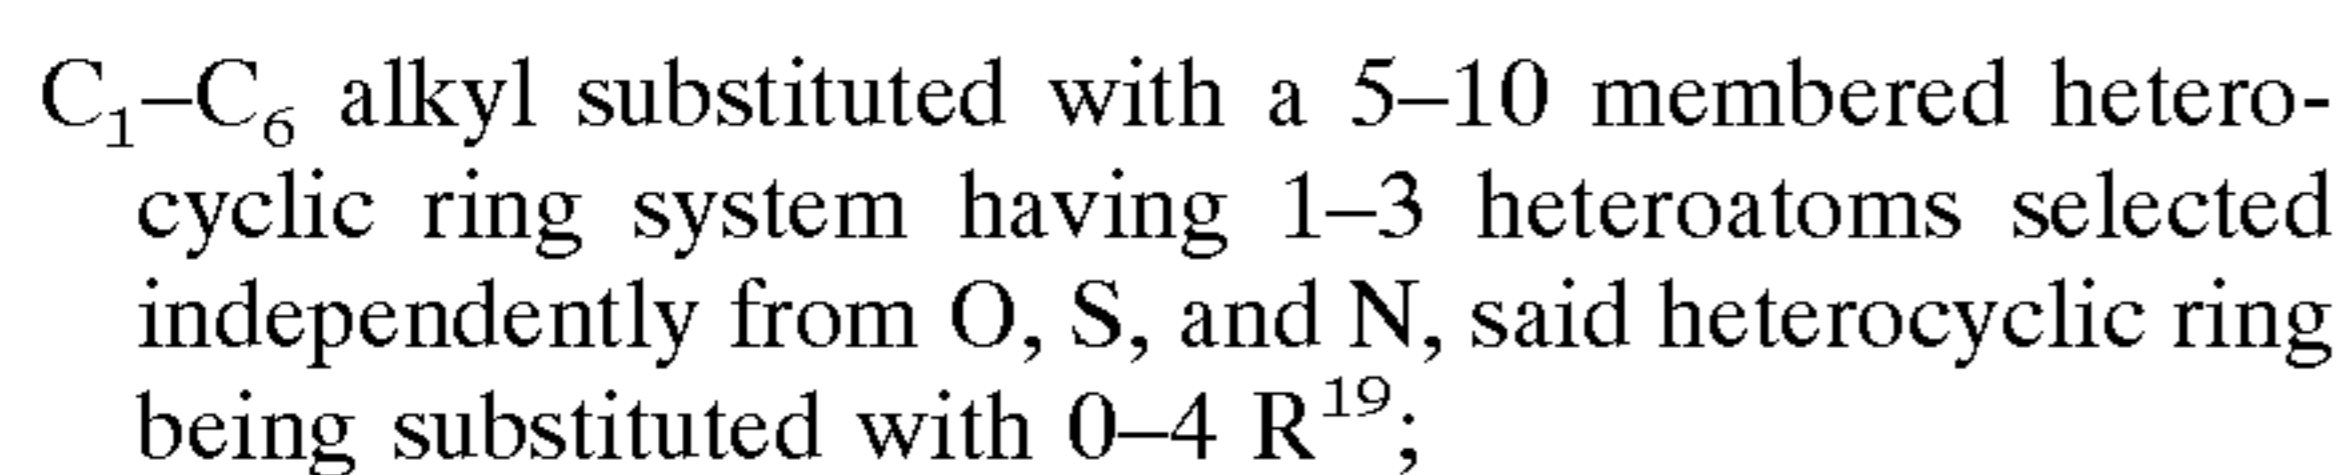 C₁–C₆ alkyl substituted with a 5–10 membered hetero-
cyclic ring system having 1–3 heteroatoms selected
independently from O, S, and N, said heterocyclic ring
being substituted with 0–4 R¹⁹;